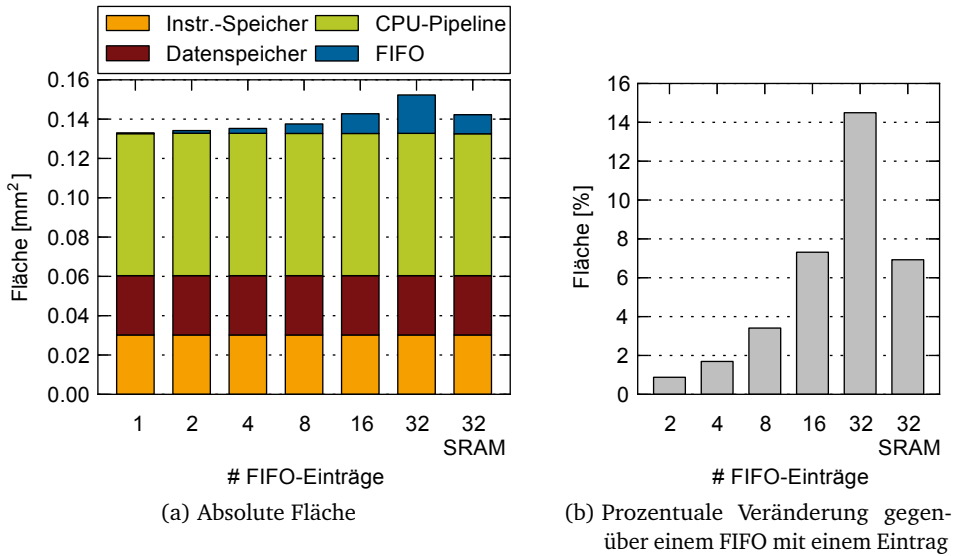 Instr.-Speicher CPU-Pipeline
Datenspeicher FIFO
Fläche [mm²]
0.16
0.14
0.12
0.10
0.08
0.06
0.04
0.02
0.00
1 2 4 8 16 32 32
SRAM
# FIFO-Einträge
(a) Absolute Fläche
Fläche [%]
16
14
12
10
8
6
4
2
0
2 4 8 16 32 32
SRAM
# FIFO-Einträge
(b) Prozentuale Veränderung gegen-
über einem FIFO mit einem Eintrag